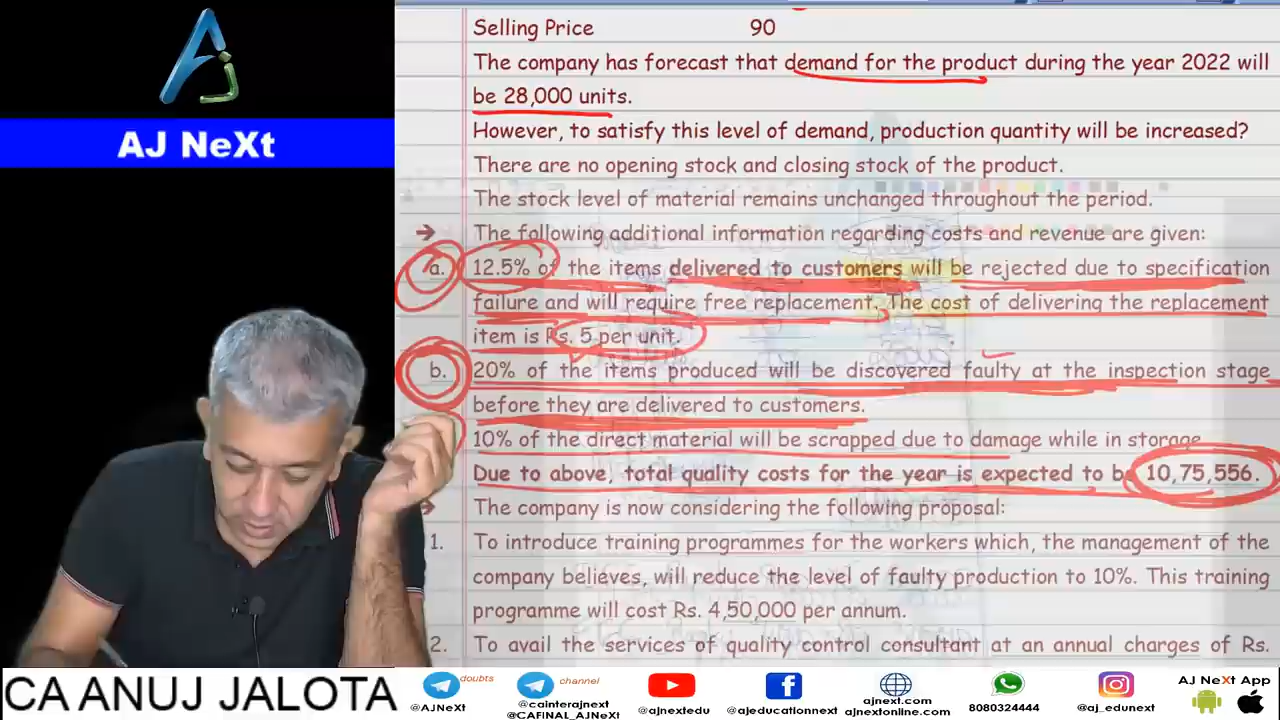 AJ NeXt
Selling Price 90
The company has forecast that demand for the product during the year 2022 will
be 28,000 units.
However, to satisfy this level of demand, production quantity will be increased?
There are no opening stock and closing stock of the product.
The stock level of material remains unchanged throughout the period.
→ The following additional information regarding costs and revenue are given:
a. 12.5% of the items delivered to customers will be rejected due to specification
failure and will require free replacement. The cost of delivering the replacement
item is Rs. 5 per unit.
b. 20% of the items produced will be discovered faulty at the inspection stage
before they are delivered to customers.
10% of the direct material will be scrapped due to damage while in storage
Due to above, total quality costs for the year is expected to be 10,75,556.
The company is now considering the following proposal:
1. To introduce training programmes for the workers which, the management of the
company believes, will reduce the level of faulty production to 10%. This training
programme will cost Rs. 4,50,000 per annum.
2. To avail the services of quality control consultant at an annual charges of Rs.
CA ANUJ JALOTA
doubts
@AJNeXt
channel
@cainterajnext
@CAFINAL_AJNeXt
@ajnextedu
@ajeducationnext
ajnext.com
ajnextonline.com
8080324444
@aj_edunext
AJ NeXt App